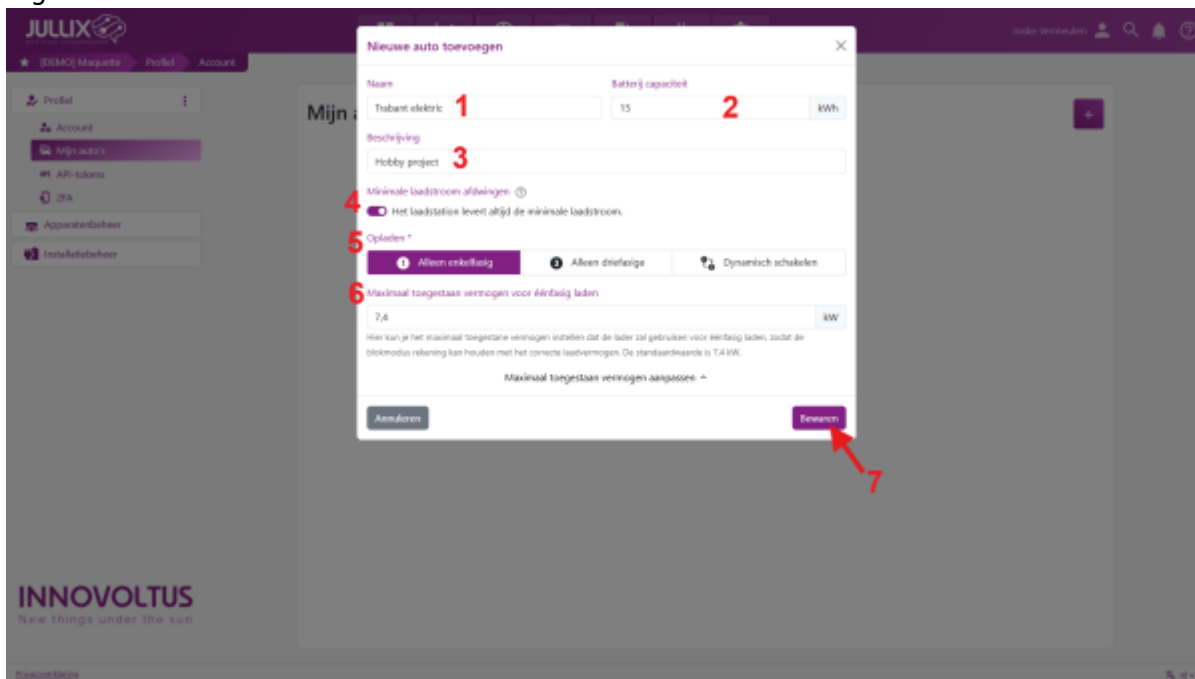 JULLIX
Nieuwe auto toevoegen
[DEMO] Maquette Profiel Account
Naam
Batterij capaciteit
Profiel
Trabant elektric 1
15 2 kWh
Mijn
Account
Mijn auto's
Beschrijving
Hobby project 3
API-tokens
2FA
Minimale laadstroom afdwingen
4 Het laadstation levert altijd de minimale laadstroom.
Apparatenbeheer
5 Opladen *
Installatiebeheer
1 Alleen enkelfasig 3 Alleen driefasige Dynamisch schakelen
6 Maximaal toegestaan vermogen voor éénfasig laden
7,4 kW
Hier kun je het maximaal toegestane vermogen instellen dat de lader zal gebruiken voor éénfasig laden, zodat de
blokmodus rekening kan houden met het correcte laadvermogen. De standaardwaarde is 7.4 kW.
Maximaal toegestaan vermogen aanpassen
Annuleren
Bewaren
7
INNOVOLTUS
New things under the sun
Privacyverklaring